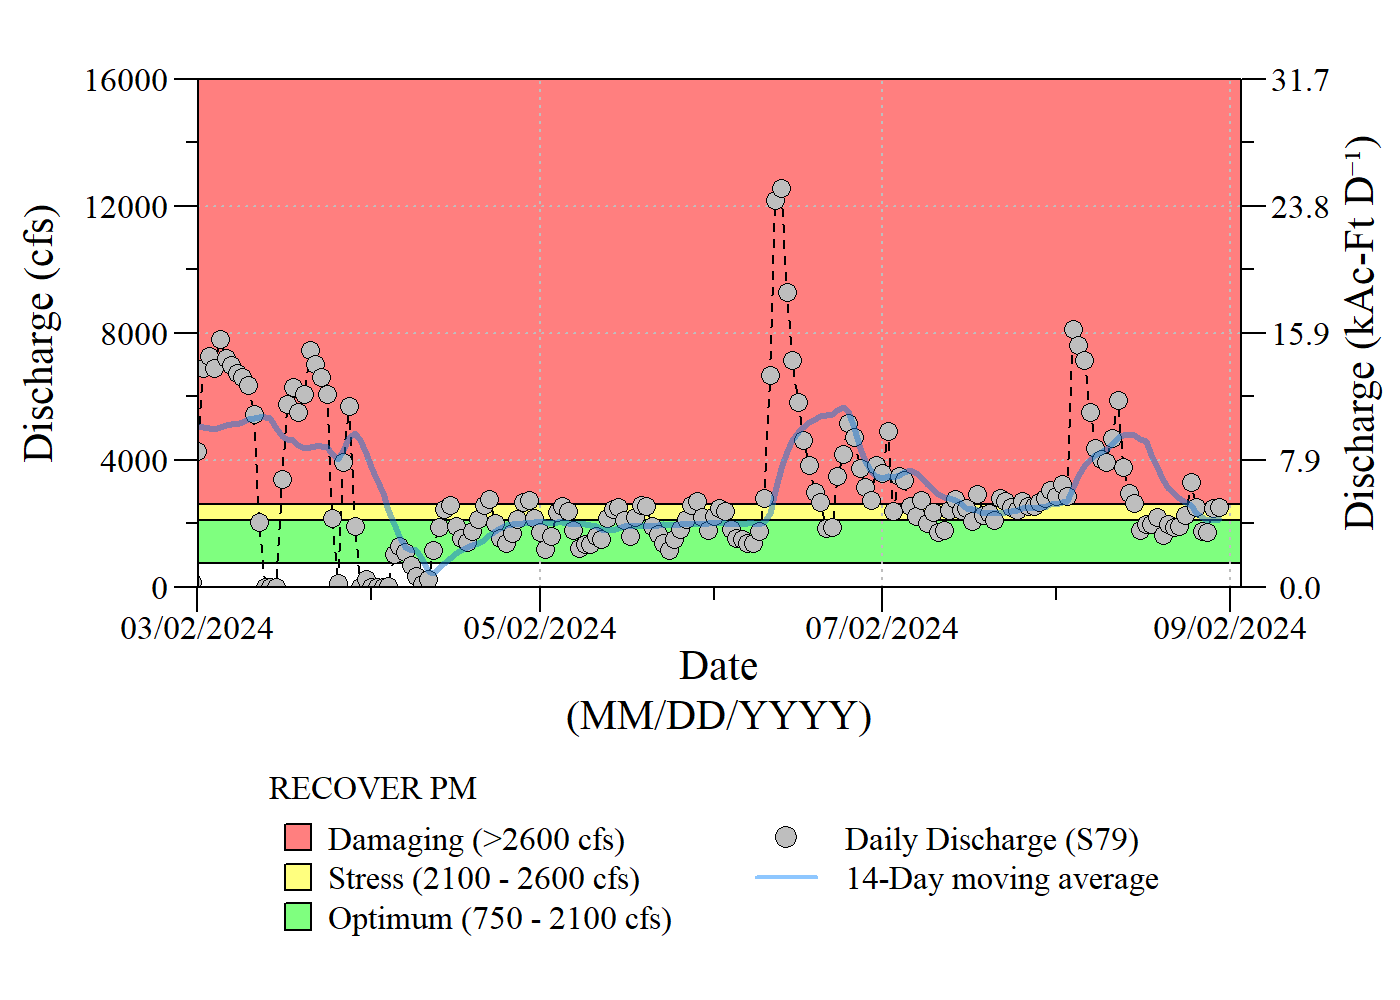 16000
12000
8000
4000
0
Discharge (cfs)
31.7
23.8
15.9
7.9
0.0
Discharge (kAc-Ft D⁻¹)
03/02/2024
05/02/2024
07/02/2024
09/02/2024
Date
(MM/DD/YYYY)
RECOVER PM
Damaging (>2600 cfs)
Stress (2100 - 2600 cfs)
Optimum (750 - 2100 cfs)
Daily Discharge (S79)
14-Day moving average